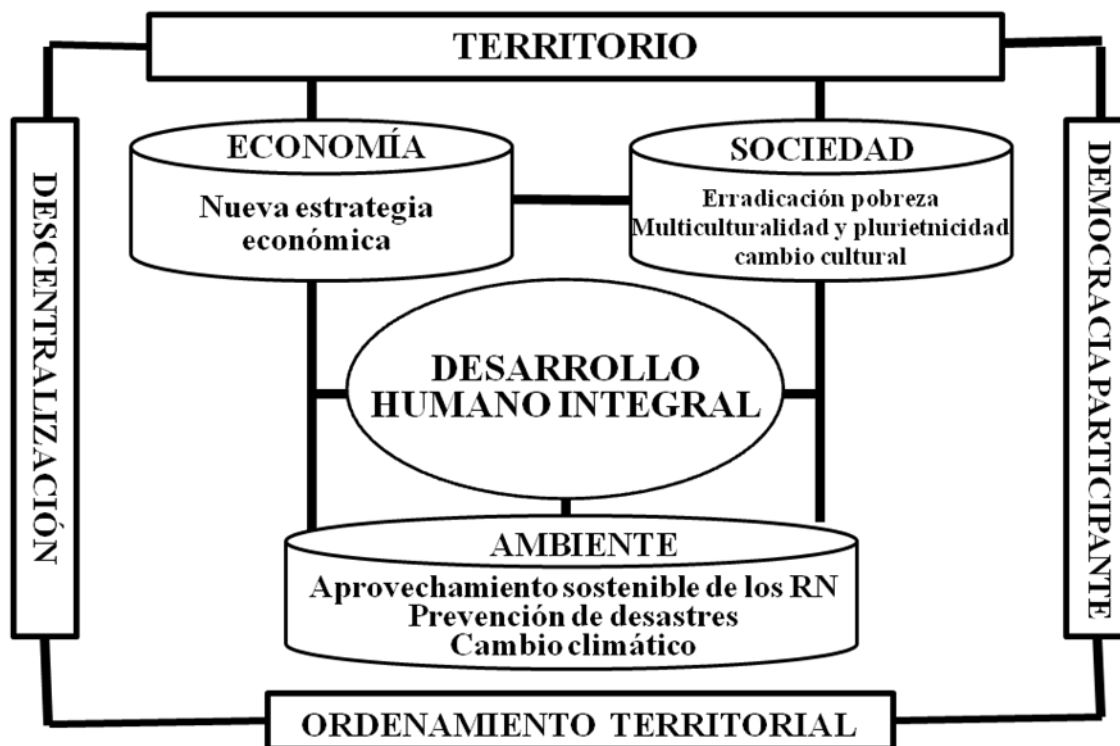 TERRITORIO
DESCENTRALIZACIÓN
ECONOMÍA
Nueva estrategia
económica
SOCIEDAD
Erradicación pobreza
Multiculturalidad y plurietnicidad
cambio cultural
DEMOCRACIA PARTICIPANTE
DESARROLLO
HUMANO INTEGRAL
AMBIENTE
Aprovechamiento sostenible de los RN
Prevención de desastres
Cambio climático
ORDENAMIENTO TERRITORIAL